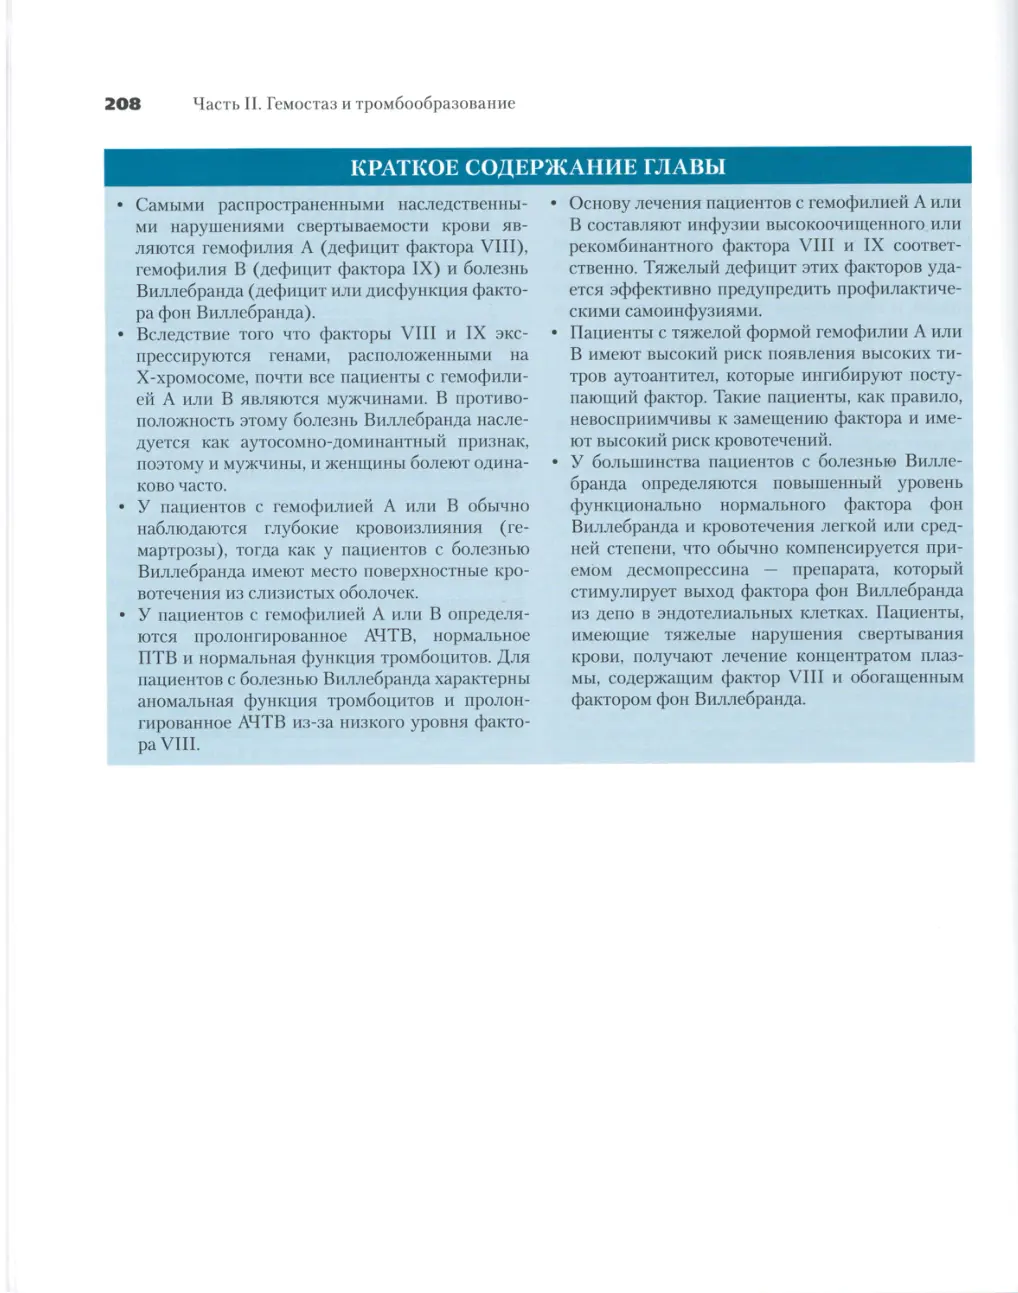 208 Часть II. Гемостаз и тромбообразование
КРАТКОЕ СОДЕРЖАНИЕ ГЛАВЫ
• Самыми распространенными наследственны-
ми нарушениями свертываемости крови яв-
ляются гемофилия А (дефицит фактора VIII),
гемофилия В (дефицит фактора IX) и болезнь
Виллебранда (дефицит или дисфункция факто-
ра фон Виллебранда).
• Вследствие того что факторы VIII и IX экс-
прессируются генами, расположенными на
Х-хромосоме, почти все пациенты с гемофили-
ей А или В являются мужчинами. В противо-
положность этому болезнь Виллебранда насле-
дуется как аутосомно-доминантный признак,
поэтому и мужчины, и женщины болеют одина-
ково часто.
• У пациентов с гемофилией А или В обычно
наблюдаются глубокие кровоизлияния (ге-
мартрозы), тогда как у пациентов с болезнью
Виллебранда имеют место поверхностные кро-
вотечения из слизистых оболочек.
• У пациентов с гемофилией А или В определя-
ются пролонгированное АЧТВ, нормальное
ПТВ и нормальная функция тромбоцитов. Для
пациентов с болезнью Виллебранда характерны
аномальная функция тромбоцитов и пролон-
гированное АЧТВ из-за низкого уровня факто-
ра VIII.
• Основу лечения пациентов с гемофилией А или
В составляют инфузии высокоочищенного или
рекомбинантного фактора VIII и IX соответ-
ственно. Тяжелый дефицит этих факторов уда-
ется эффективно предупредить профилактиче-
скими самоинфузиями.
• Пациенты с тяжелой формой гемофилии А или
В имеют высокий риск появления высоких ти-
тров аутоантител, которые ингибируют посту-
пающий фактор. Такие пациенты, как правило,
невосприимчивы к замещению фактора и име-
ют высокий риск кровотечений.
• У большинства пациентов с болезнью Вилле-
бранда определяются повышенный уровень
функционально нормального фактора фон
Виллебранда и кровотечения легкой или сред-
ней степени, что обычно компенсируется при-
емом десмопрессина — препарата, который
стимулирует выход фактора фон Виллебранда
из депо в эндотелиальных клетках. Пациенты,
имеющие тяжелые нарушения свертывания
крови, получают лечение концентратом плаз-
мы, содержащим фактор VIII и обогащенным
фактором фон Виллебранда.